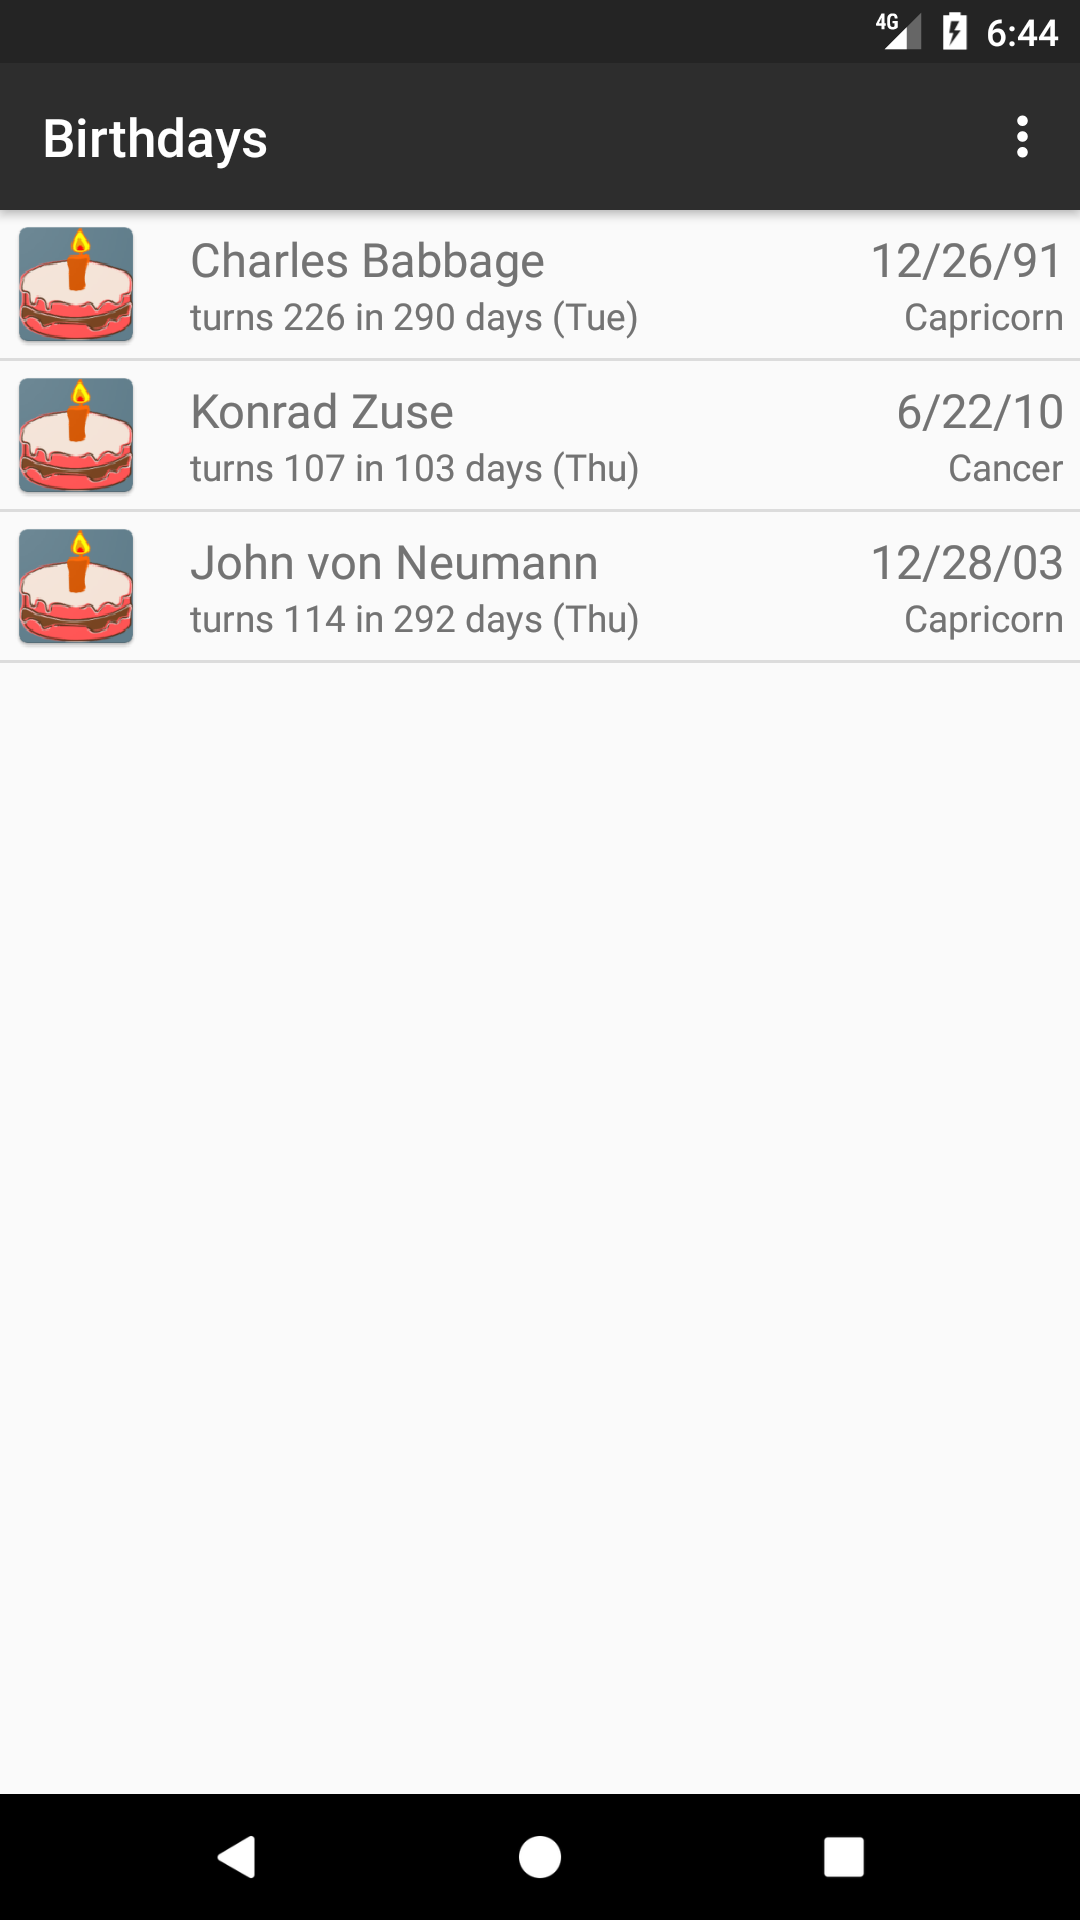 4G 6:44
Birthdays
Charles Babbage 12/26/91
turns 226 in 290 days (Tue) Capricorn
Konrad Zuse 6/22/10
turns 107 in 103 days (Thu) Cancer
John von Neumann 12/28/03
turns 114 in 292 days (Thu) Capricorn